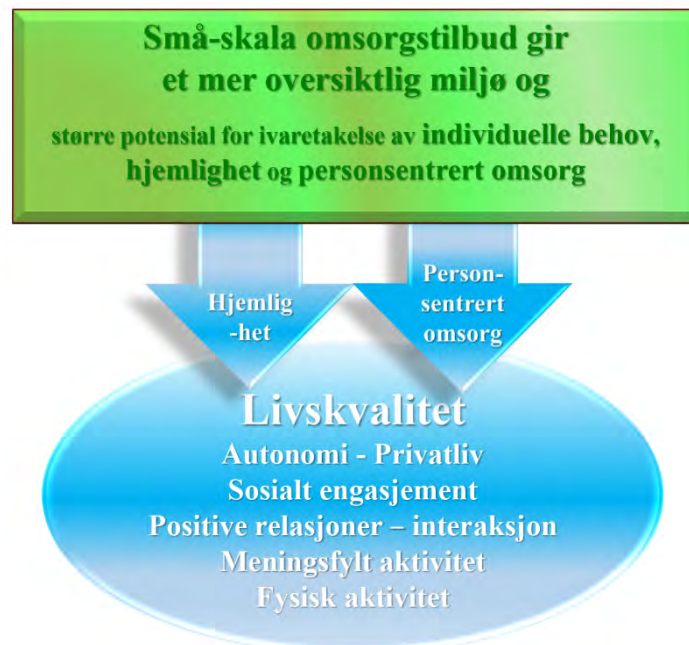 Små-skala omsorgstilbud gir
et mer oversiktlig miljø og
større potensial for ivaretakelse av individuelle behov,
hjemlighet og personsentrert omsorg
Hjemlig
-het
Person-
sentrert
omsorg
Livskvalitet
Autonomi - Privatliv
Sosialt engasjement
Positive relasjoner – interaksjon
Meningsfylt aktivitet
Fysisk aktivitet